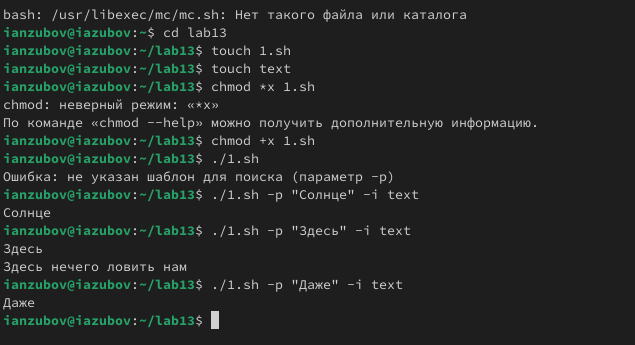 bash: /usr/libexec/mc/mc.sh: Нет такого файла или каталога
ianzubov@iazubov:~$ cd lab13
ianzubov@iazubov:~/lab13$ touch 1.sh
ianzubov@iazubov:~/lab13$ touch text
ianzubov@iazubov:~/lab13$ chmod *x 1.sh
chmod: неверный режим: «*x»
По команде «chmod --help» можно получить дополнительную информацию.
ianzubov@iazubov:~/lab13$ chmod +x 1.sh
ianzubov@iazubov:~/lab13$ ./1.sh
Ошибка: не указан шаблон для поиска (параметр -p)
ianzubov@iazubov:~/lab13$ ./1.sh -p "Солнце" -i text
Солнце
ianzubov@iazubov:~/lab13$ ./1.sh -p "Здесь" -i text
Здесь
Здесь нечего ловить нам
ianzubov@iazubov:~/lab13$ ./1.sh -p "Даже" -i text
Даже
ianzubov@iazubov:~/lab13$